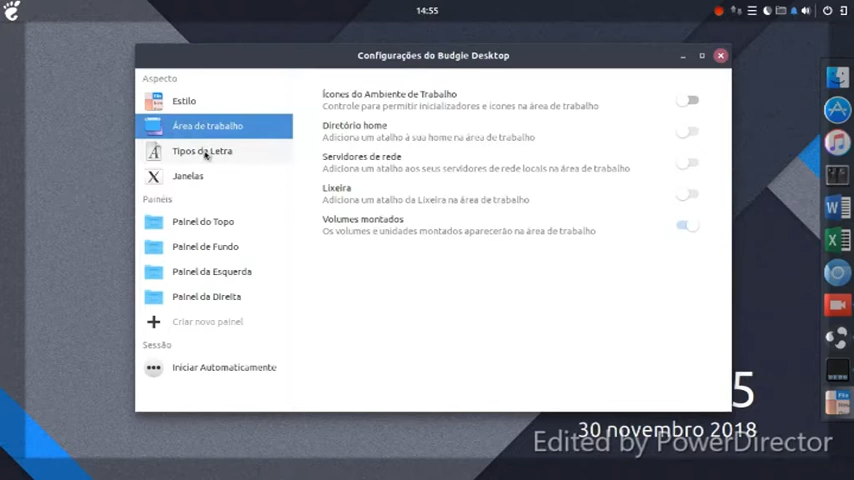 14:55
Configurações do Budgie Desktop
Aspecto
Estilo
Área de trabalho
Tipos da Letra
Janelas
Painéis
Painel do Topo
Painel de Fundo
Painel da Esquerda
Painel da Direita
Criar novo painel
Sessão
Iniciar Automaticamente
Ícones do Ambiente de Trabalho
Controle para permitir inicializadores e ícones na área de trabalho
Diretório home
Adiciona um atalho à sua home na área de trabalho
Servidores de rede
Adiciona um atalho aos seus servidores de rede locais na área de trabalho
Lixeira
Adiciona um atalho da Lixeira na área de trabalho
Volumes montados
Os volumes e unidades montados aparecerão na área de trabalho
5
30 novembro 2018
Edited by PowerDirector